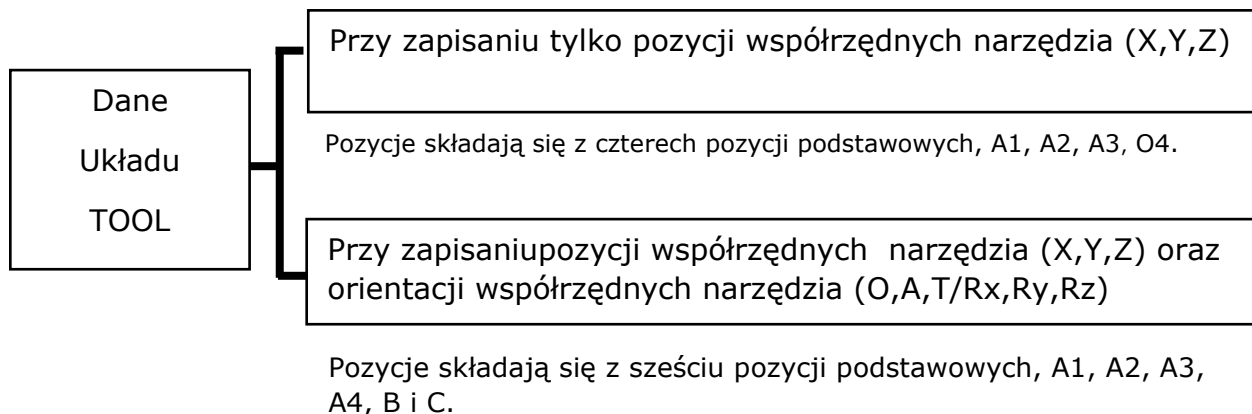 Dane
Układu
TOOL
Przy zapisaniu tylko pozycji współrzędnych narzędzia (X,Y,Z)
Pozycje składają się z czterech pozycji podstawowych, A1, A2, A3, O4.
Przy zapisaniupozycji współrzędnych narzędzia (X,Y,Z) oraz
orientacji współrzędnych narzędzia (O,A,T/Rx,Ry,Rz)
Pozycje składają się z sześciu pozycji podstawowych, A1, A2, A3,
A4, B i C.